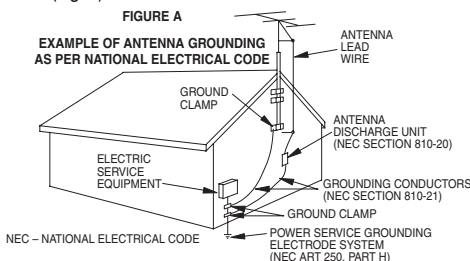 FIGURE A
EXAMPLE OF ANTENNA GROUNDING
AS PER NATIONAL ELECTRICAL CODE
ANTENNA
LEAD
WIRE
GROUND
CLAMP
ANTENNA
DISCHARGE UNIT
(NEC SECTION 810-20)
ELECTRIC
SERVICE
EQUIPMENT
GROUNDING CONDUCTORS
(NEC SECTION 810-21)
GROUND CLAMP
NEC – NATIONAL ELECTRICAL CODE
POWER SERVICE GROUNDING
ELECTRODE SYSTEM
(NEC ART 250, PART H)